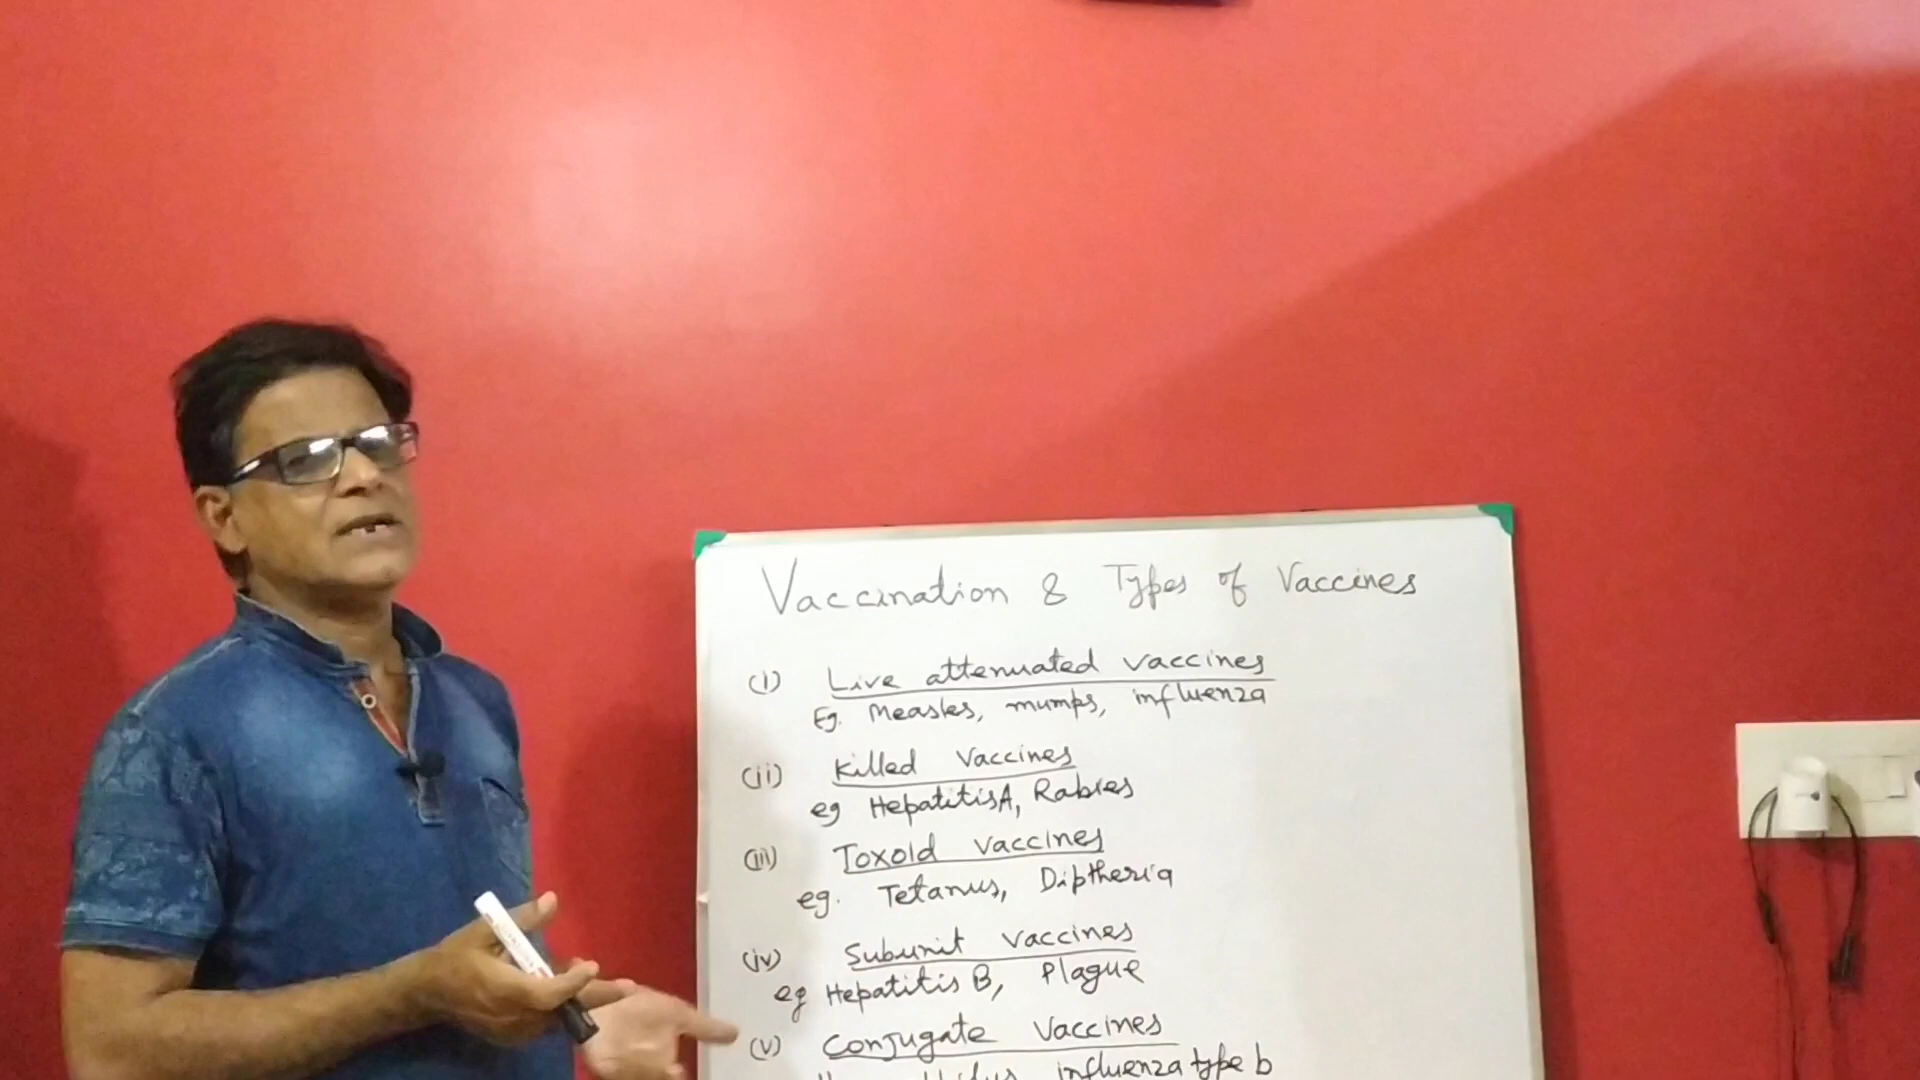 Vaccination & Types of Vaccines
(i) Live attenuated vaccines
Eg. Measles, mumps, influenza
(ii) Killed Vaccines
eg Hepatitis A, Rabies
(iii) Toxoid vaccines
eg. Tetanus, Diptheria
(iv) Subunit vaccines
eg Hepatitis B, Plague
(v) Conjugate Vaccines
influenza type b